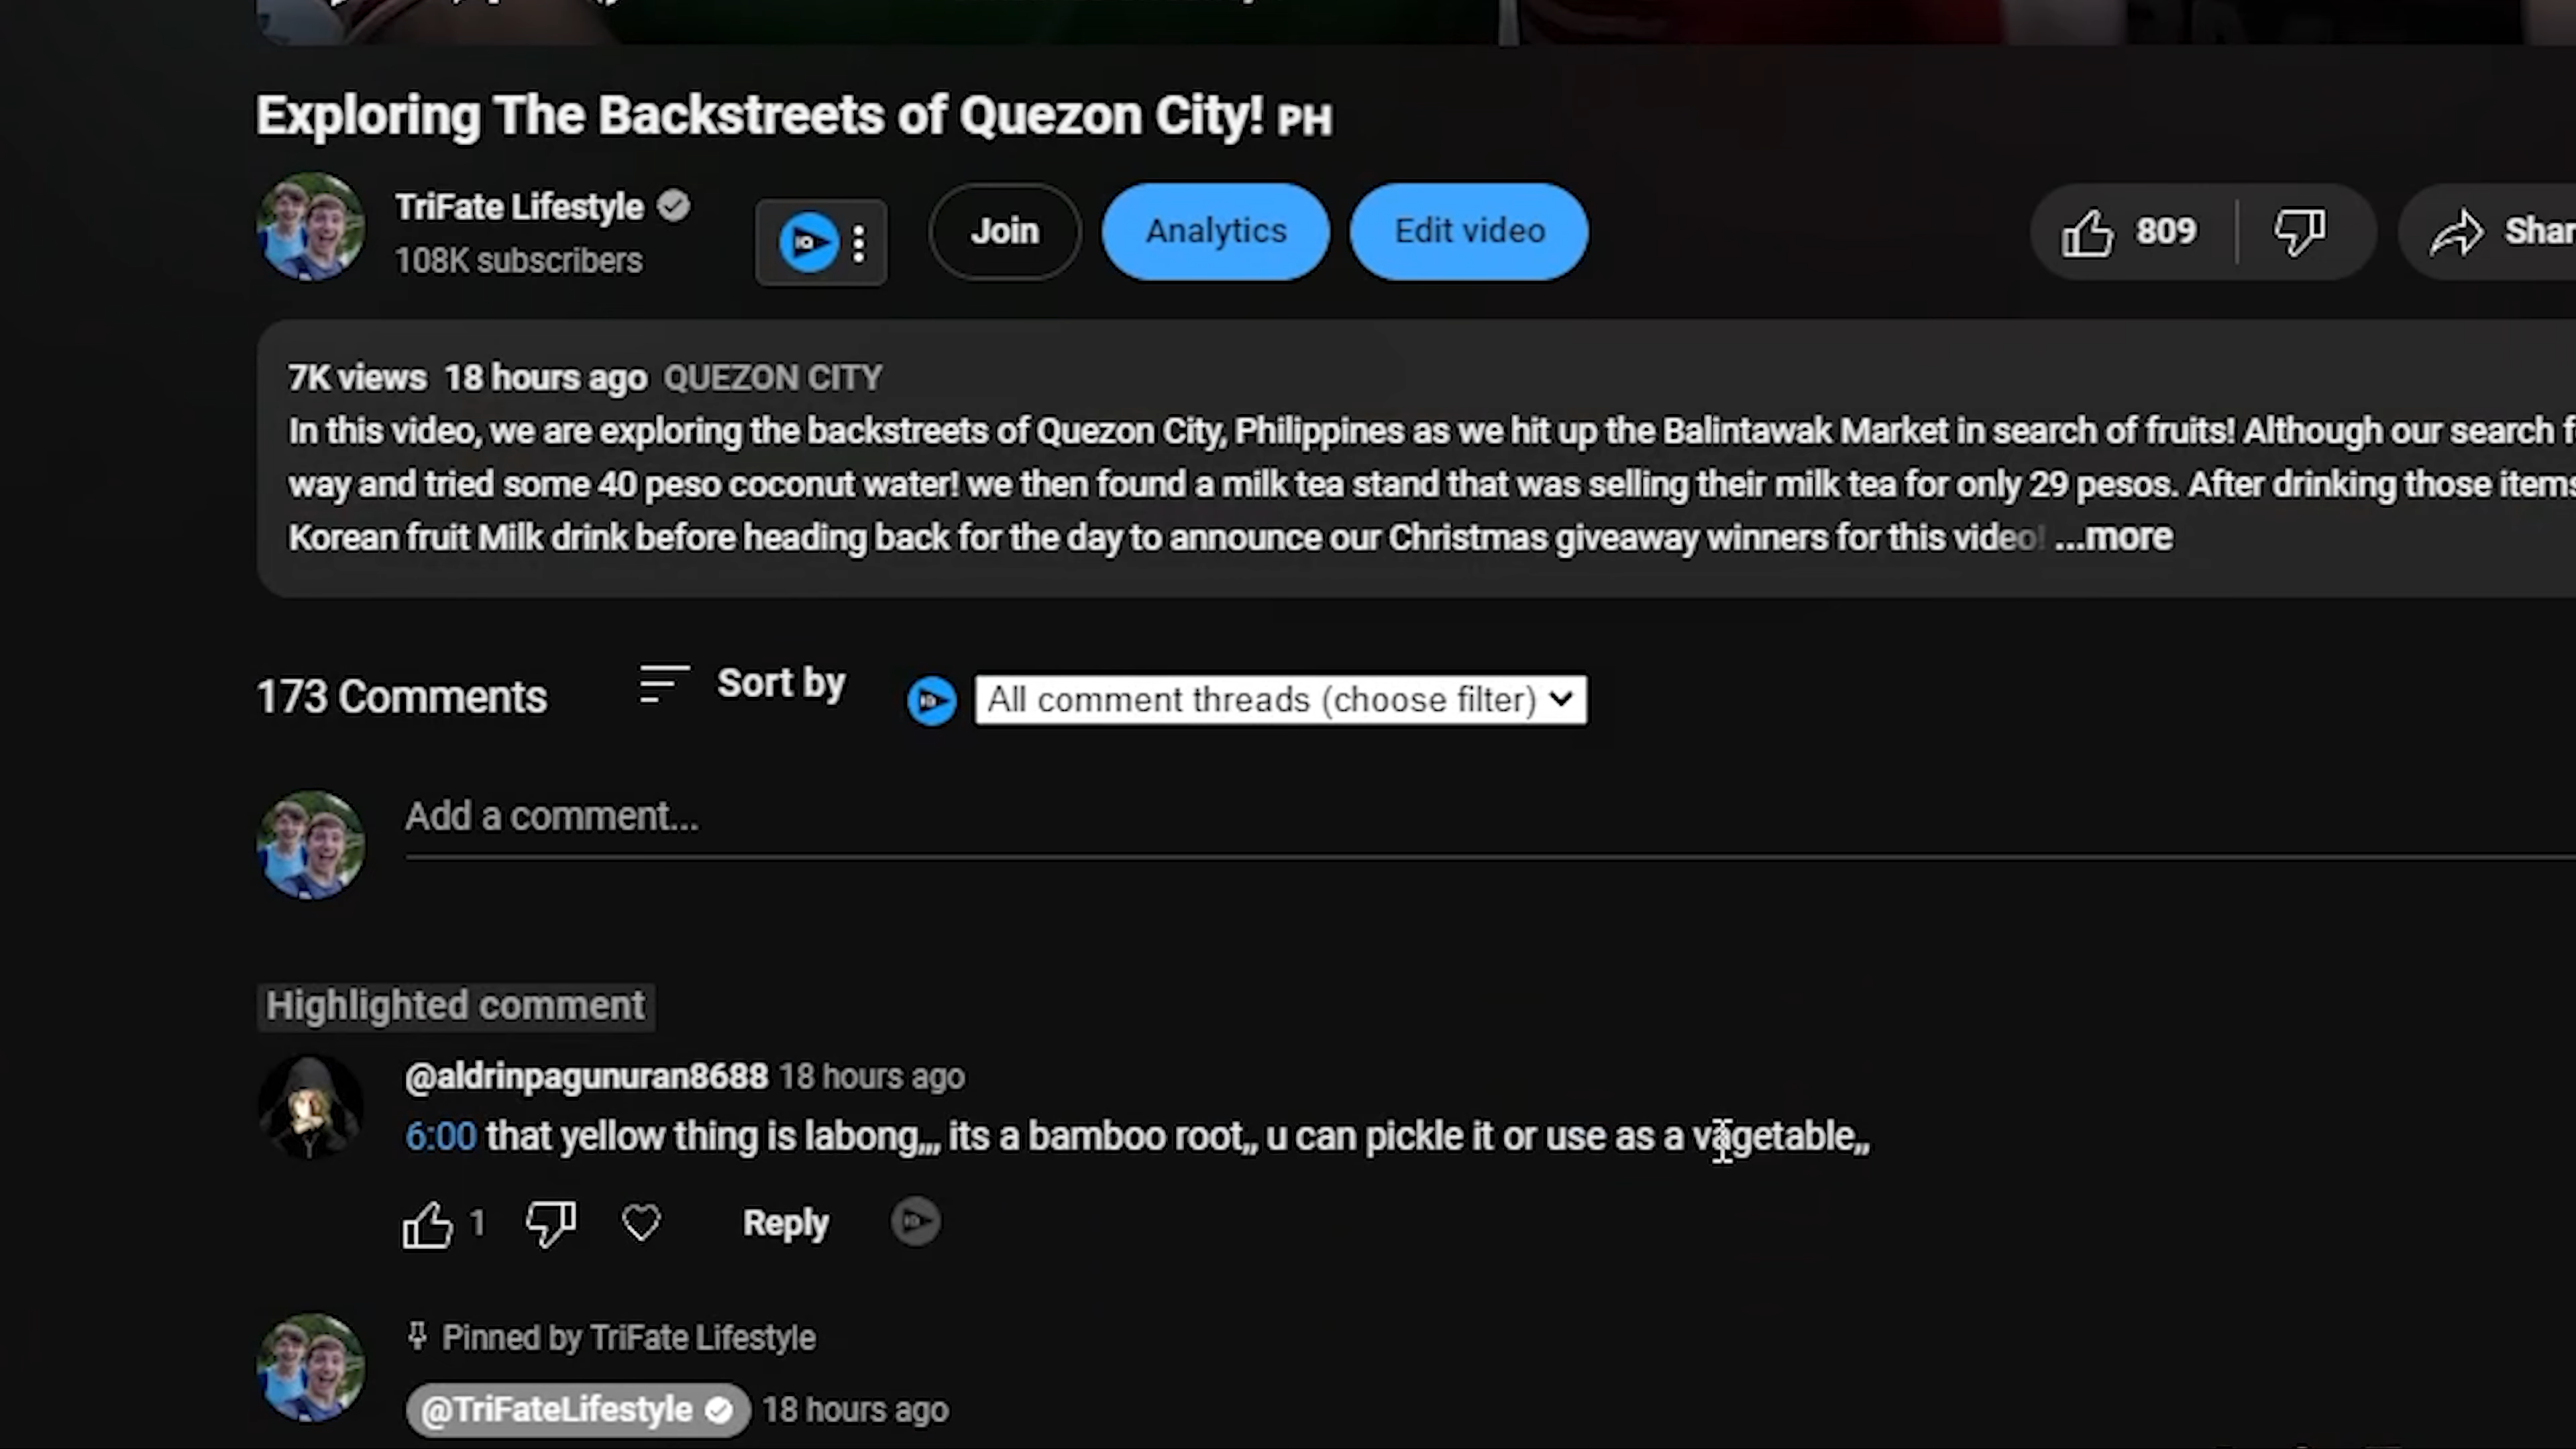 Exploring The Backstreets of Quezon City! PH
TriFate Lifestyle
108K subscribers
Join
Analytics
Edit video
809
7K views 18 hours ago QUEZON CITY
In this video, we are exploring the backstreets of Quezon City, Philippines as we hit up the Balintawak Market in search of fruits! Although our search
way and tried some 40 peso coconut water! we then found a milk tea stand that was selling their milk tea for only 29 pesos. After drinking those items
Korean fruit Milk drink before heading back for the day to announce our Christmas giveaway winners for this video! ...more
173 Comments
Sort by
All comment threads (choose filter)
Add a comment...
Highlighted comment
@aldrinpagunuran8688 18 hours ago
6:00 that yellow thing is labong,,, its a bamboo root,, u can pickle it or use as a vagetable,,
1
Reply
Pinned by TriFate Lifestyle
@TriFateLifestyle 18 hours ago